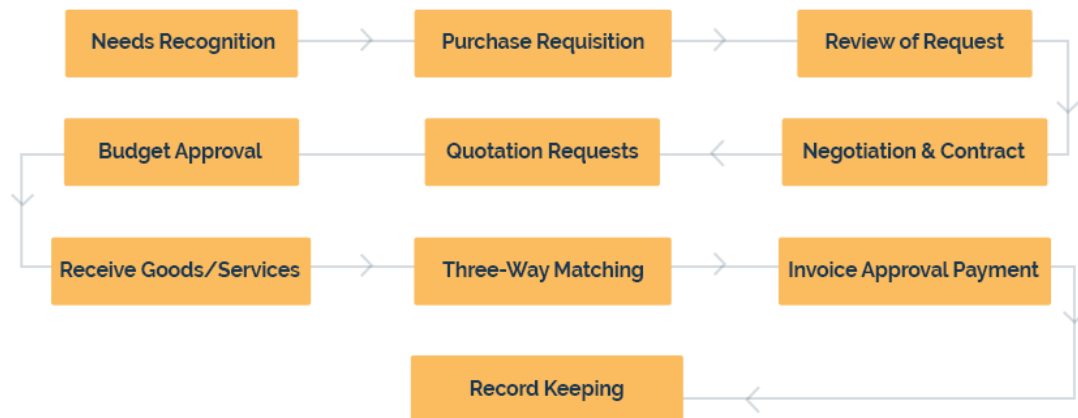 Needs Recognition
Purchase Requisition
Review of Request
Budget Approval
Quotation Requests
Negotiation & Contract
Receive Goods/Services
Three-Way Matching
Invoice Approval Payment
Record Keeping